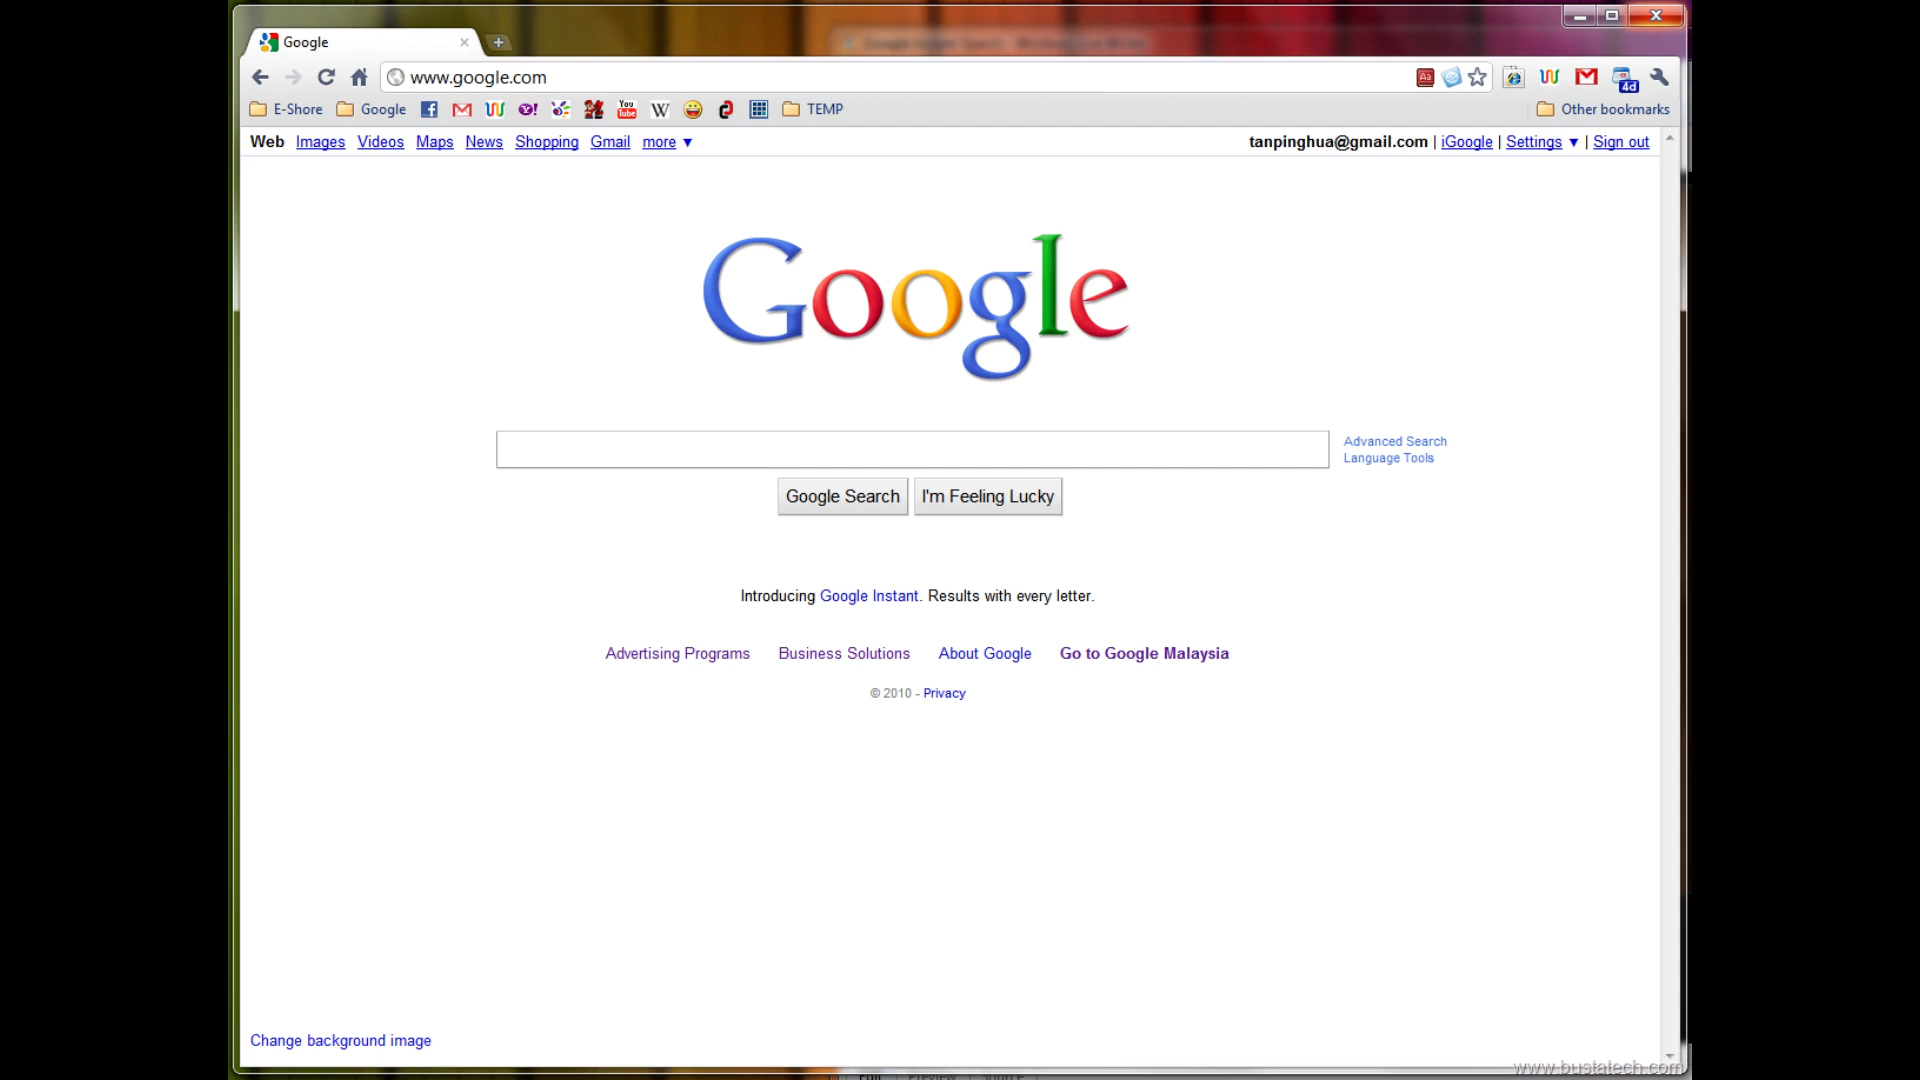 Google
www.google.com
4d
E-Shore Google You Tube W TEMP Other bookmarks
Web Images Videos Maps News Shopping Gmail more ▼ tanpinghua@gmail.com | iGoogle | Settings ▼ | Sign out
Google
Advanced Search
Language Tools
Google Search I'm Feeling Lucky
Introducing Google Instant. Results with every letter.
Advertising Programs Business Solutions About Google Go to Google Malaysia
© 2010 - Privacy
Change background image
www.bustatech.com